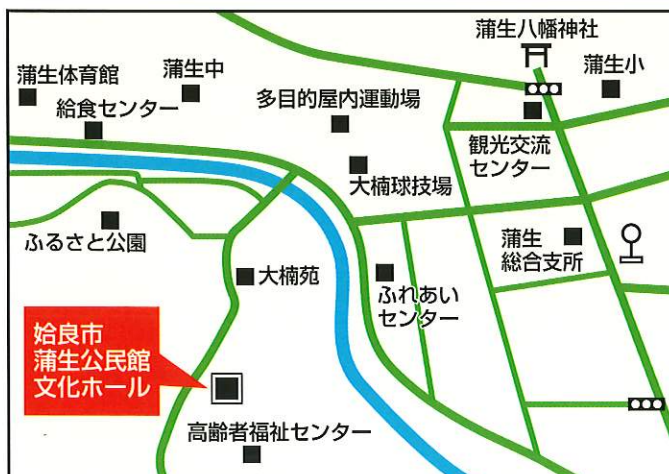 蒲生八幡神社
蒲生体育館
蒲生中
蒲生小
給食センター
多目的屋内運動場
観光交流
センター
大楠球技場
ふるさと公園
蒲生
総合支所
大楠苑
ふれあい
センター
姶良市
蒲生公民館
文化ホール
高齢者福祉センター